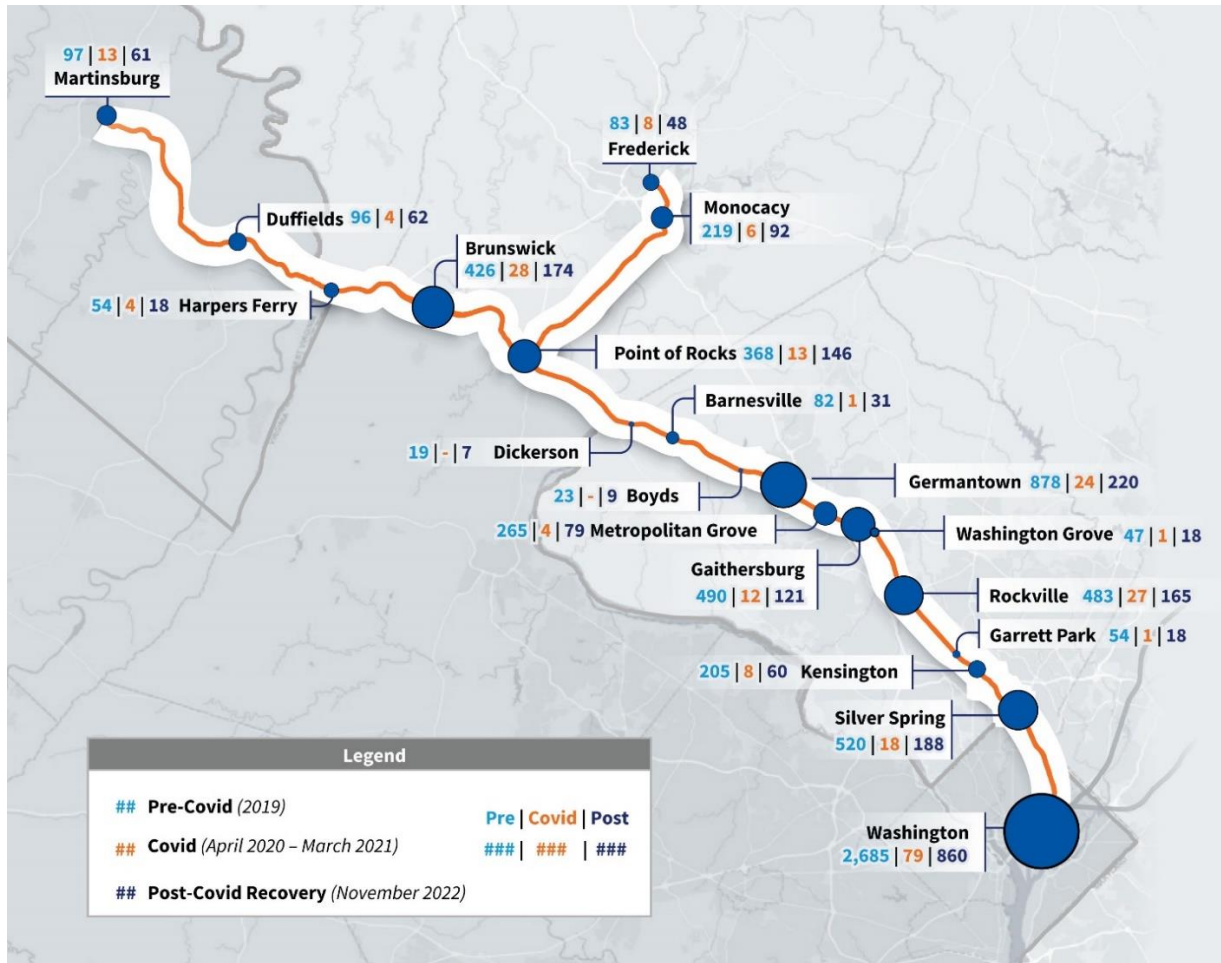 97 | 13 | 61
Martinsburg
83 | 8 | 48
Frederick
Duffields 96 | 4 | 62
Monocacy
219 | 6 | 92
Brunswick
426 | 28 | 174
54 | 4 | 18 Harpers Ferry
Point of Rocks 368 | 13 | 146
Barnesville 82 | 1 | 31
19 | - | 7 Dickerson
Germantown 878 | 24 | 220
23 | - | 9 Boyds
265 | 4 | 79 Metropolitan Grove
Washington Grove 47 | 1 | 18
Gaithersburg
490 | 12 | 121
Rockville 483 | 27 | 165
Garrett Park 54 | 1 | 18
205 | 8 | 60 Kensington
Silver Spring
520 | 18 | 188
Washington
2,685 | 79 | 860
Legend
## Pre-Covid (2019)
## Covid (April 2020 – March 2021)
## Post-Covid Recovery (November 2022)
Pre | Covid | Post
### | ### | ###